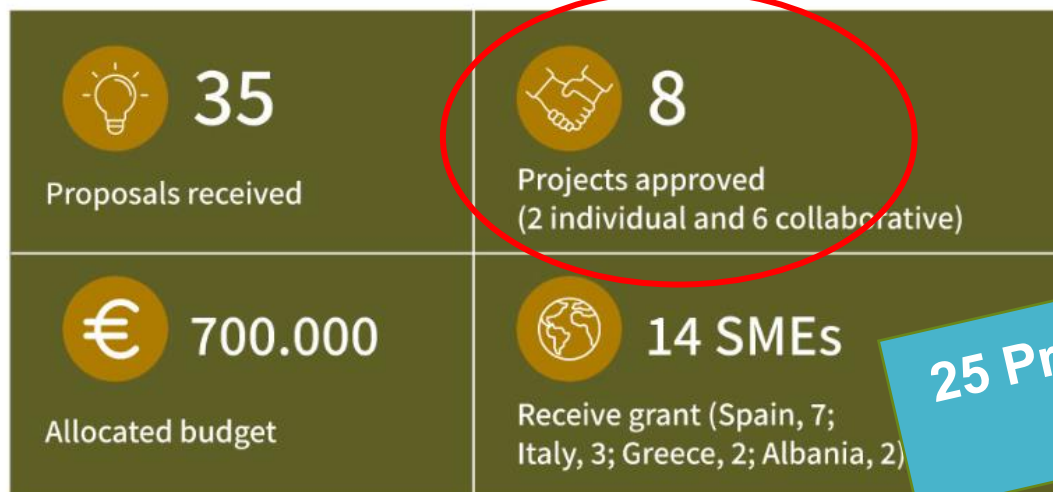 35
Proposals received
8
Projects approved
(2 individual and 6 collaborative)
€ 700.000
Allocated budget
14 SMEs
Receive grant (Spain, 7;
Italy, 3; Greece, 2; Albania, 2)
25